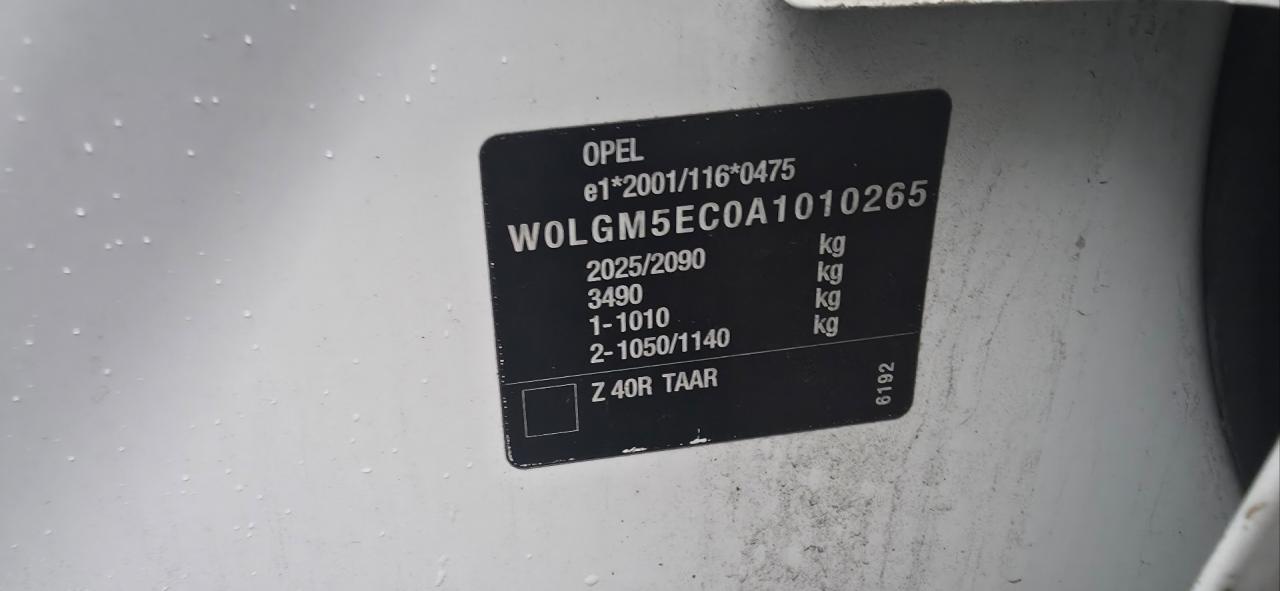 OPEL
e1*2001/116*0475
W0LGM5EC0A1010265
2025/2090 kg
3490 kg
1-1010 kg
2-1050/1140 kg
Z 40R TAAR
6192